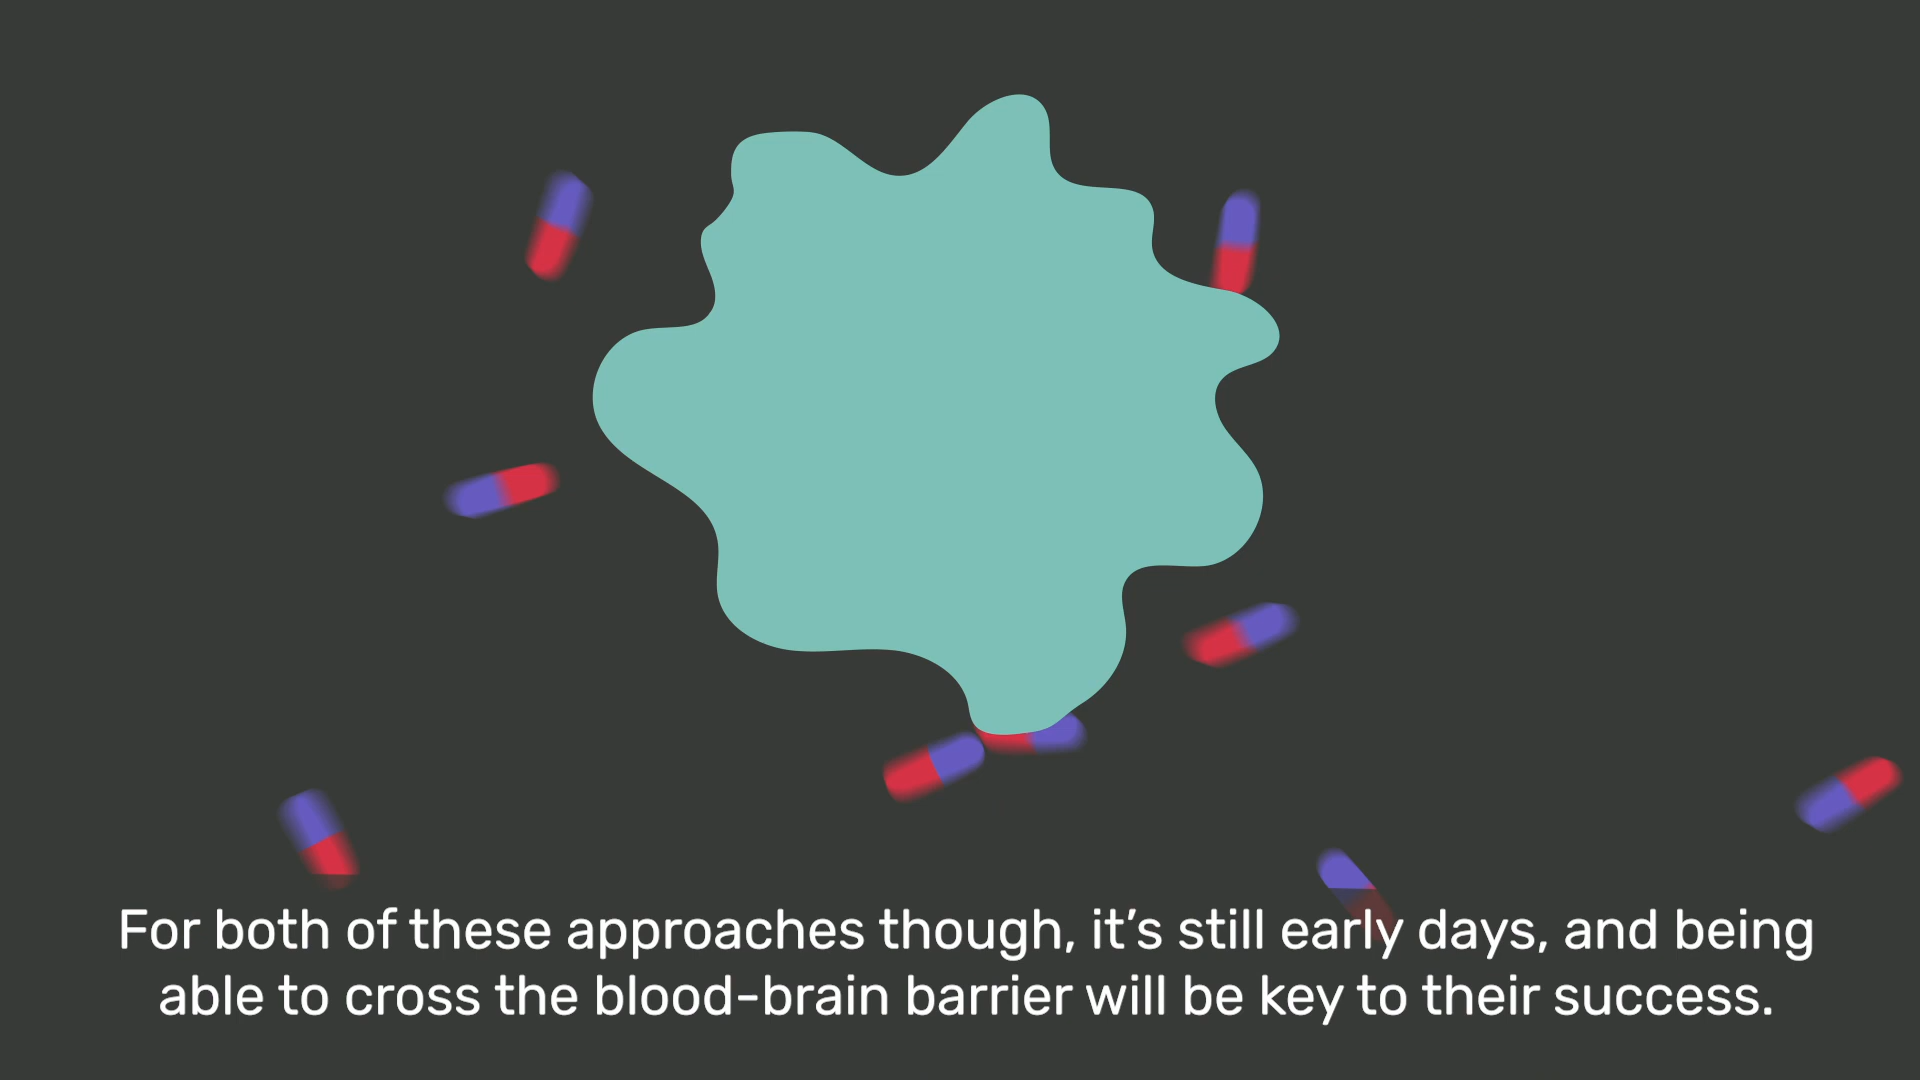 For both of these approaches though, it’s still early days, and being
able to cross the blood-brain barrier will be key to their success.